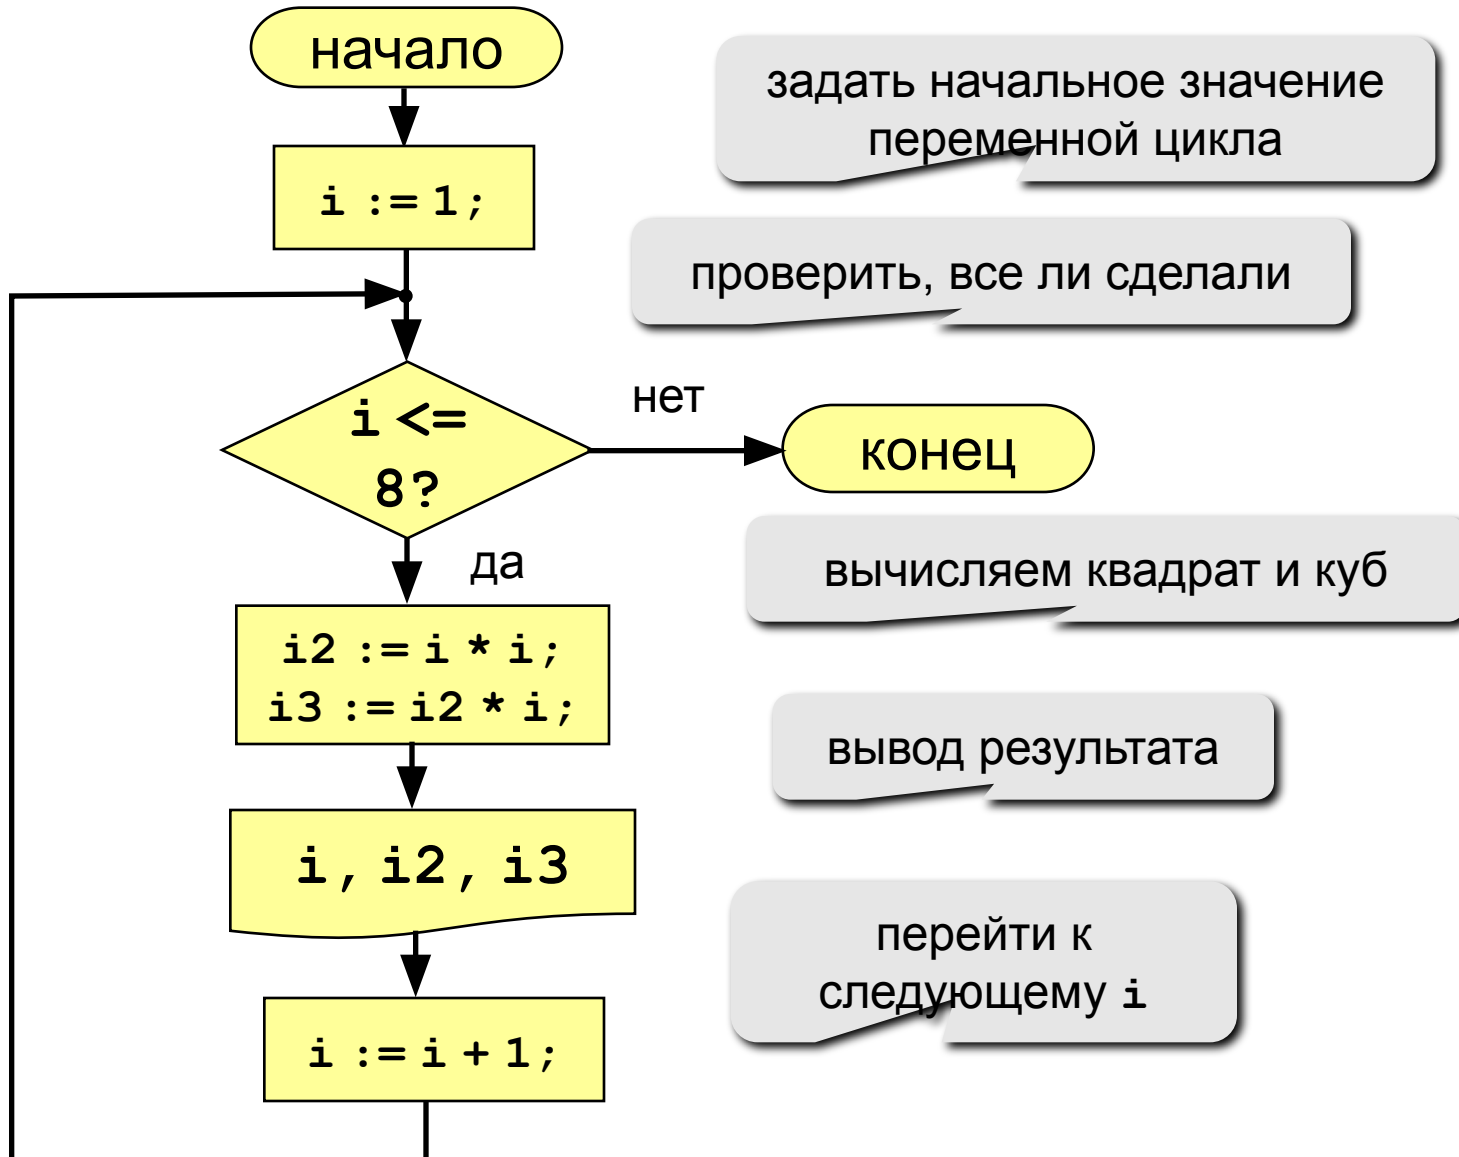 начало
задать начальное значение
переменной цикла
i := 1;
проверить, все ли сделали
i <=
8?
нет
конец
да
вычисляем квадрат и куб
i2 := i * i;
i3 := i2 * i;
вывод результата
i, i2, i3
перейти к
следующему i
i := i + 1;